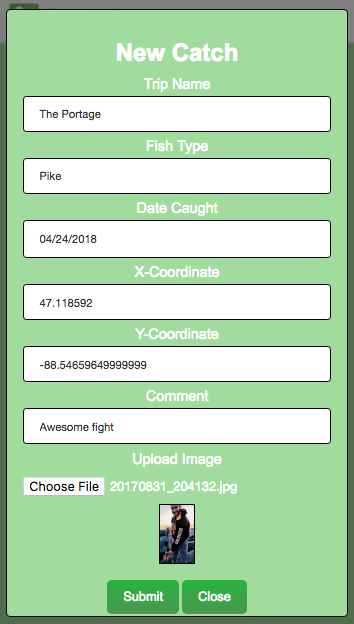 New Catch
Trip Name
The Portage
Fish Type
Pike
Date Caught
04/24/2018
X-Coordinate
47.118592
Y-Coordinate
-88.54659649999999
Comment
Awesome fight
Upload Image
Choose File 20170831_204132.jpg
Submit Close